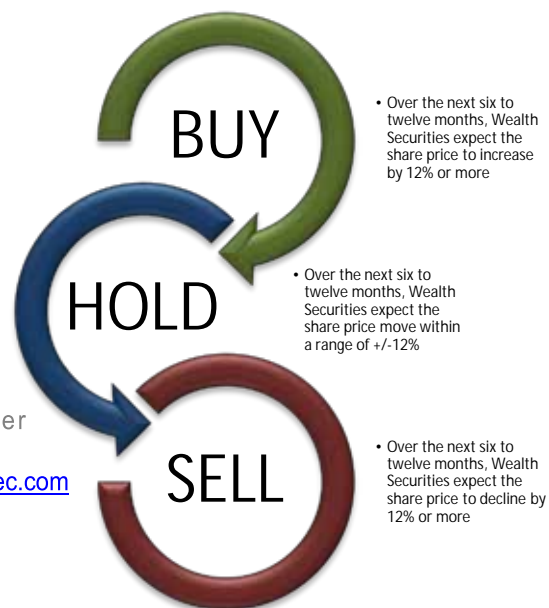 BUY
• Over the next six to
twelve months, Wealth
Securities expect the
share price to increase
by 12% or more
HOLD
• Over the next six to
twelve months, Wealth
Securities expect the
share price move within
a range of +/-12%
er
ec.com
SELL
• Over the next six to
twelve months, Wealth
Securities expect the
share price to decline by
12% or more